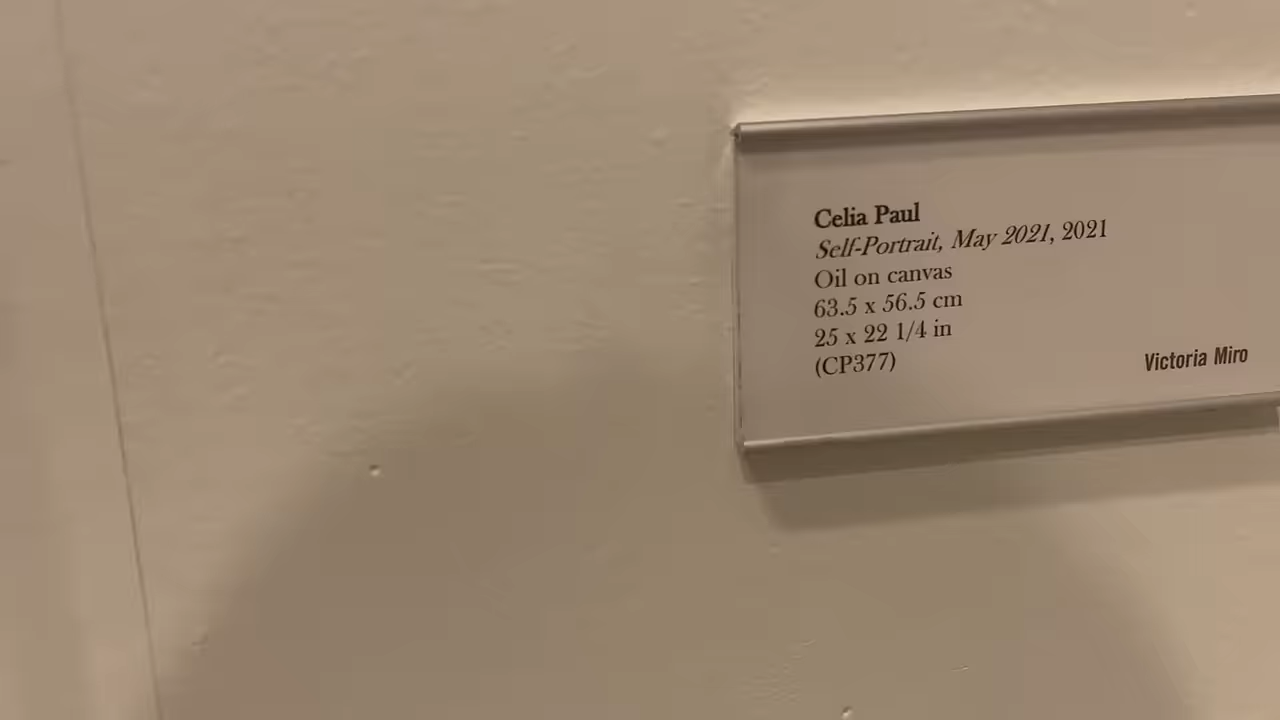 Celia Paul
Self-Portrait, May 2021, 2021
Oil on canvas
63.5 x 56.5 cm
25 x 22 1/4 in
(CP377)
Victoria Miro